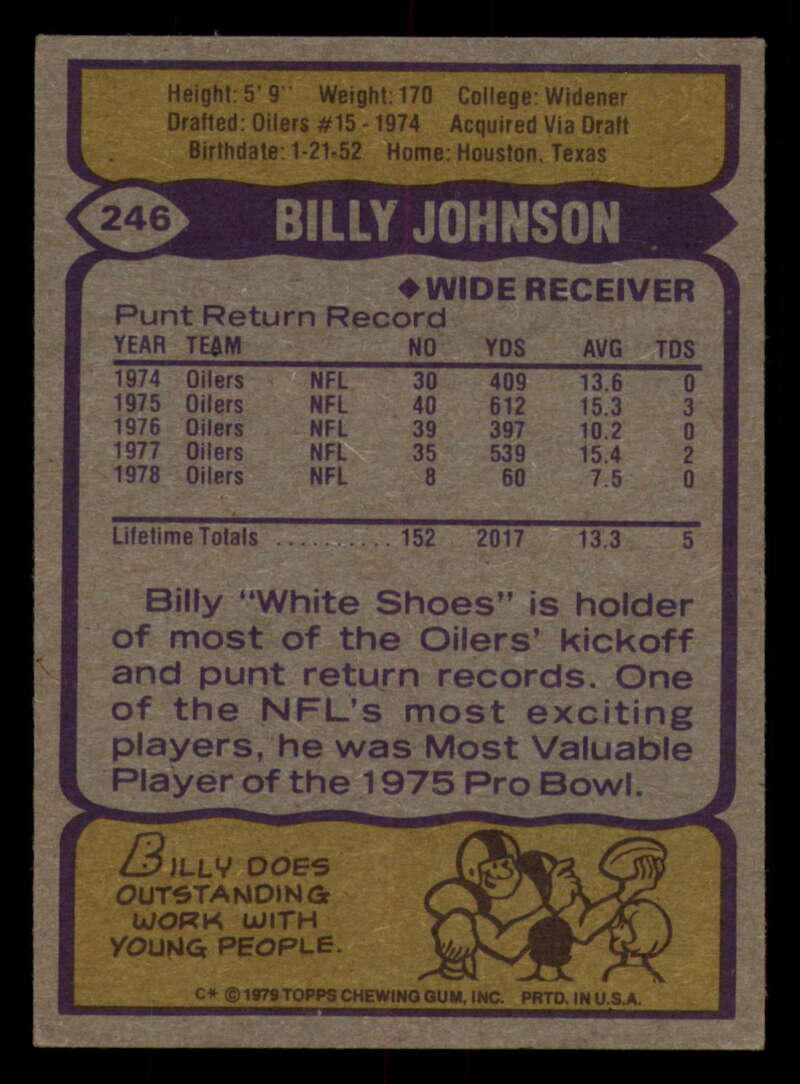 Height: 5' 9" Weight: 170 College: Widener
Drafted: Oilers #15 - 1974 Acquired Via Draft
Birthdate: 1-21-52 Home: Houston, Texas
246 BILLY JOHNSON
◆ WIDE RECEIVER
Punt Return Record
YEAR TEAM NO YDS AVG TDS
1974 Oilers NFL 30 409 13.6 0
1975 Oilers NFL 40 612 15.3 3
1976 Oilers NFL 39 397 10.2 0
1977 Oilers NFL 35 539 15.4 2
1978 Oilers NFL 8 60 7.5 0
Lifetime Totals .......... 152 2017 13.3 5
Billy "White Shoes" is holder
of most of the Oilers' kickoff
and punt return records. One
of the NFL's most exciting
players, he was Most Valuable
Player of the 1975 Pro Bowl.
BILLY DOES
OUTSTANDING
WORK WITH
YOUNG PEOPLE.
C* © 1979 TOPPS CHEWING GUM, INC. PRTD. IN U.S.A.